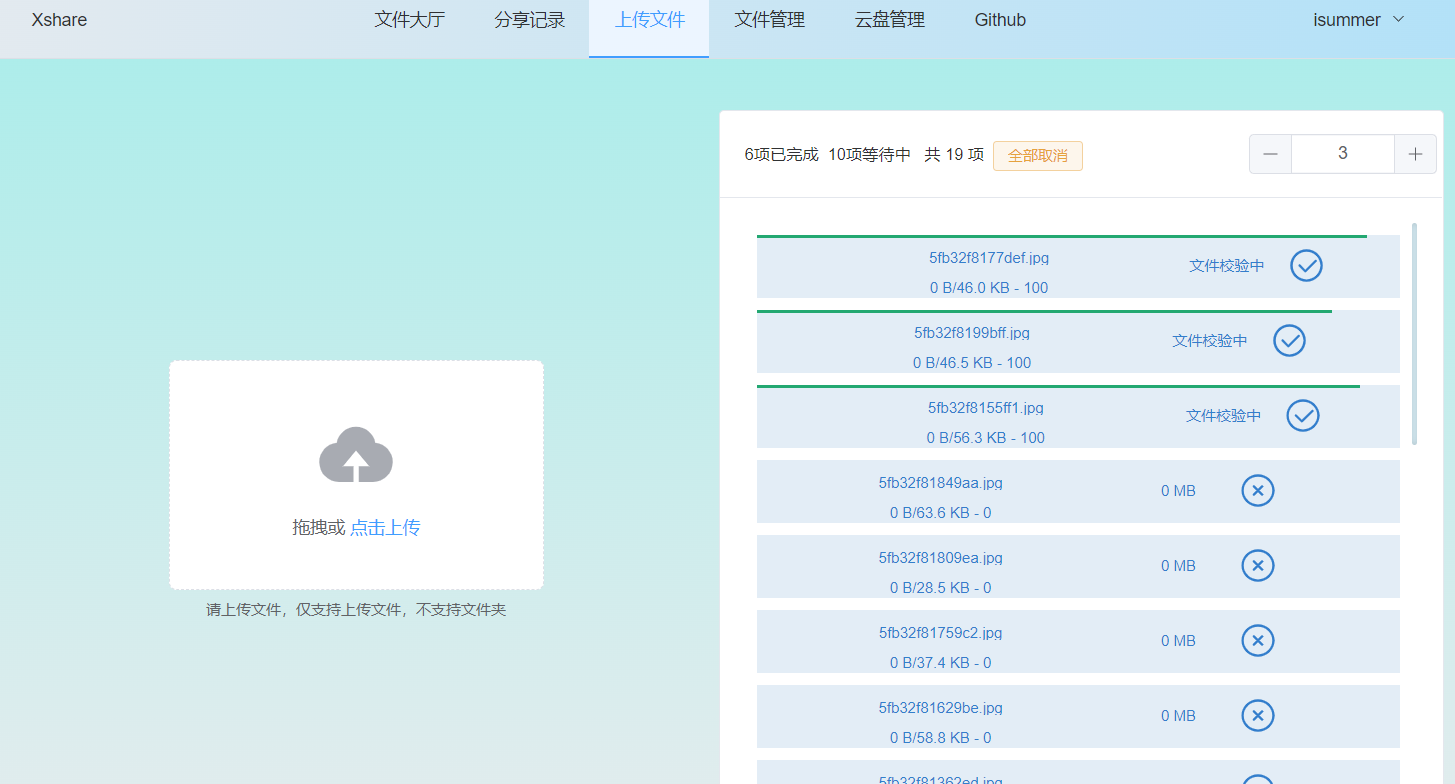 Xshare 文件大厅 分享记录 上传文件 文件管理 云盘管理 Github isummer
6项已完成 10项等待中 共 19 项 全部取消 3
5fb32f8177def.jpg
文件校验中
0 B/46.0 KB - 100
5fb32f8199bff.jpg
文件校验中
0 B/46.5 KB - 100
5fb32f8155ff1.jpg
文件校验中
0 B/56.3 KB - 100
5fb32f81849aa.jpg
0 MB
0 B/63.6 KB - 0
5fb32f81809ea.jpg
0 MB
0 B/28.5 KB - 0
5fb32f81759c2.jpg
0 MB
0 B/37.4 KB - 0
5fb32f81629be.jpg
0 MB
0 B/58.8 KB - 0
5fb32f81362ed.jpg
拖拽或 点击上传
请上传文件，仅支持上传文件，不支持文件夹